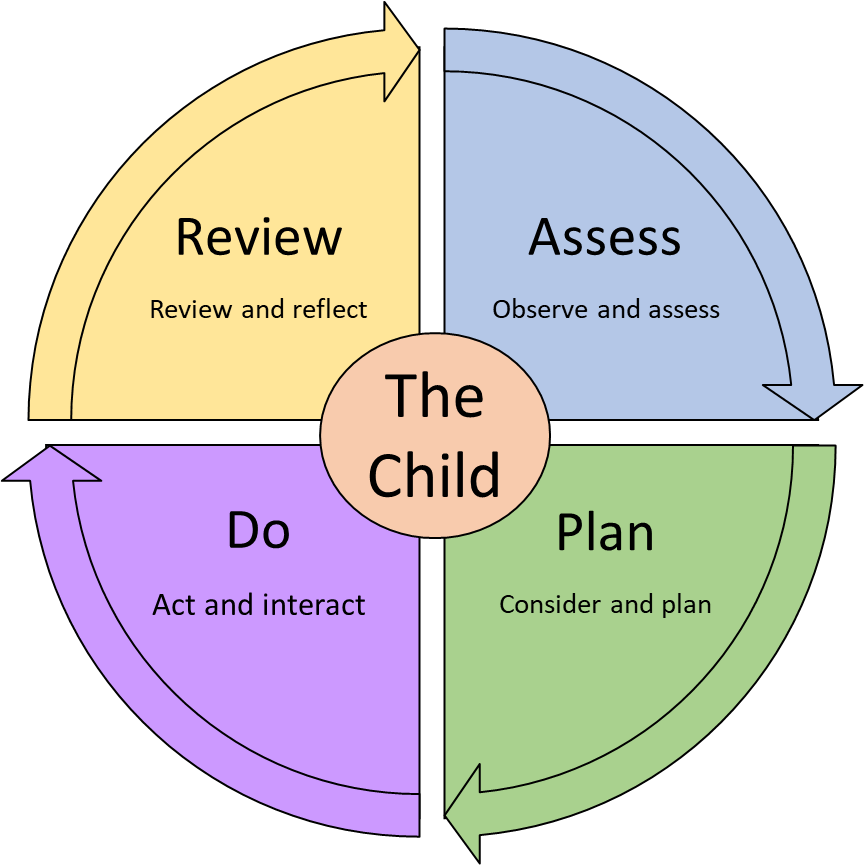 Review
Review and reflect
Assess
Observe and assess
The
Child
Do
Act and interact
Plan
Consider and plan